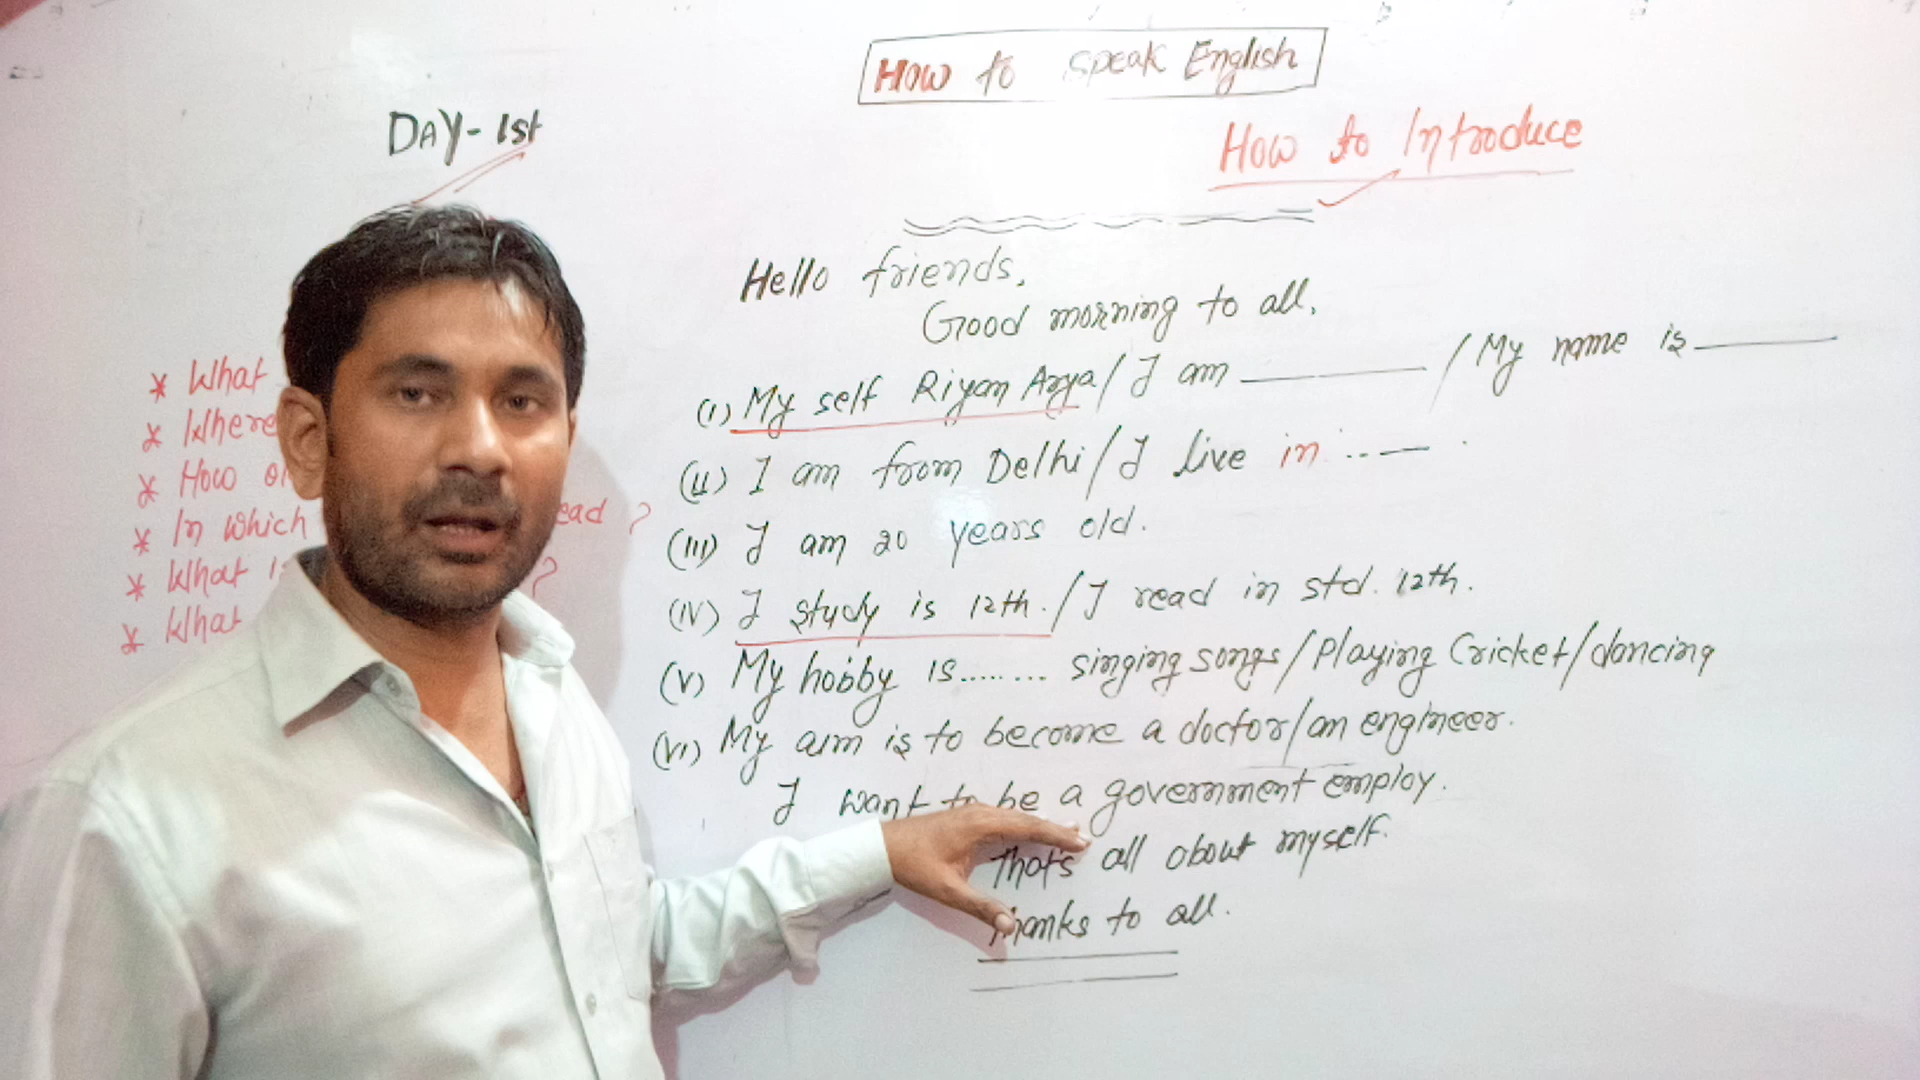 How to speak English
DAY-1st
How to Introduce
Hello friends,
Good morning to all,
(I) My self Riyan Arya/I am ______ /My name is ______
(II) I am from Delhi/I live in ..__
(III) I am 20 years old.
(IV) I study is 12th./I read in std. 12th.
(V) My hobby is........ singing songs/Playing Cricket/dancing
(VI) My aim is to become a doctor/an engineer.
I want to be a government employ.
That's all about myself.
Thanks to all.
* What
* Where
* How
* In which ead ?
* What ?
* What